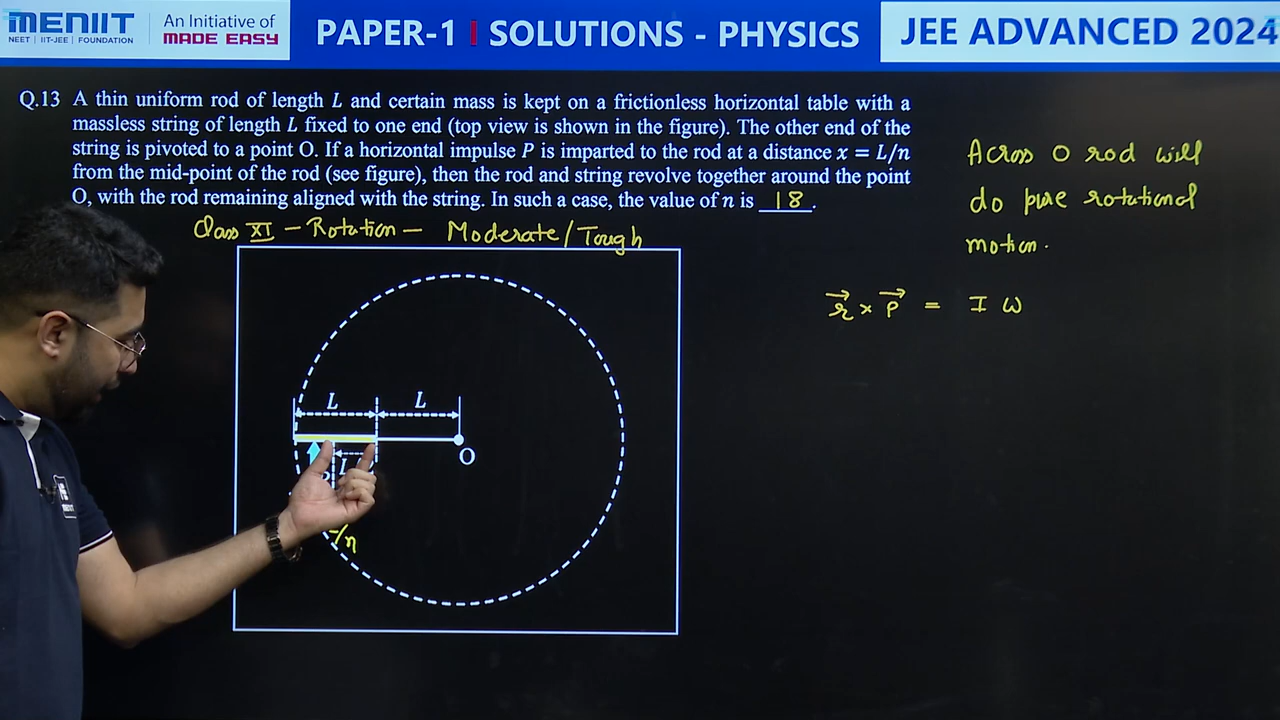 MENIIT
NEET | IIT-JEE | FOUNDATION
An Initiative of
MADE EASY
PAPER-1 | SOLUTIONS - PHYSICS
JEE ADVANCED 2024
Q.13 A thin uniform rod of length L and certain mass is kept on a frictionless horizontal table with a
massless string of length L fixed to one end (top view is shown in the figure). The other end of the
string is pivoted to a point O. If a horizontal impulse P is imparted to the rod at a distance x = L/n
from the mid-point of the rod (see figure), then the rod and string revolve together around the point
O, with the rod remaining aligned with the string. In such a case, the value of n is 18.
Class XI - Rotation - Moderate/Tough
Across O rod will
do pure rotational
motion.
r × P = I ω
L L
O
L
/n